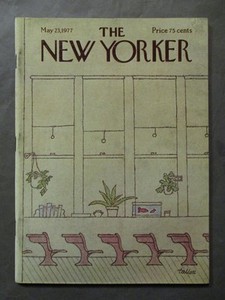 May 23, 1977
THE
Price 75 cents
NEW YORKER